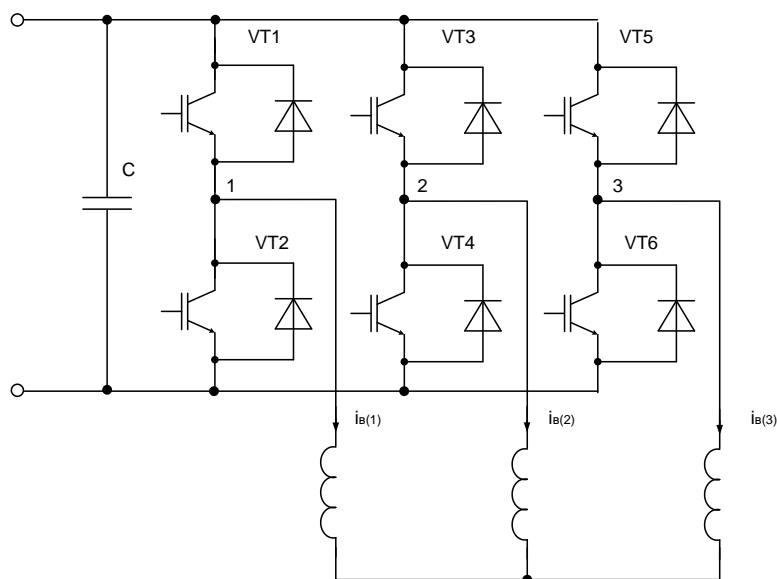 VT1
VT3
VT5
C
1
2
3
VT2
VT4
VT6
iв(1)
iв(2)
iв(3)